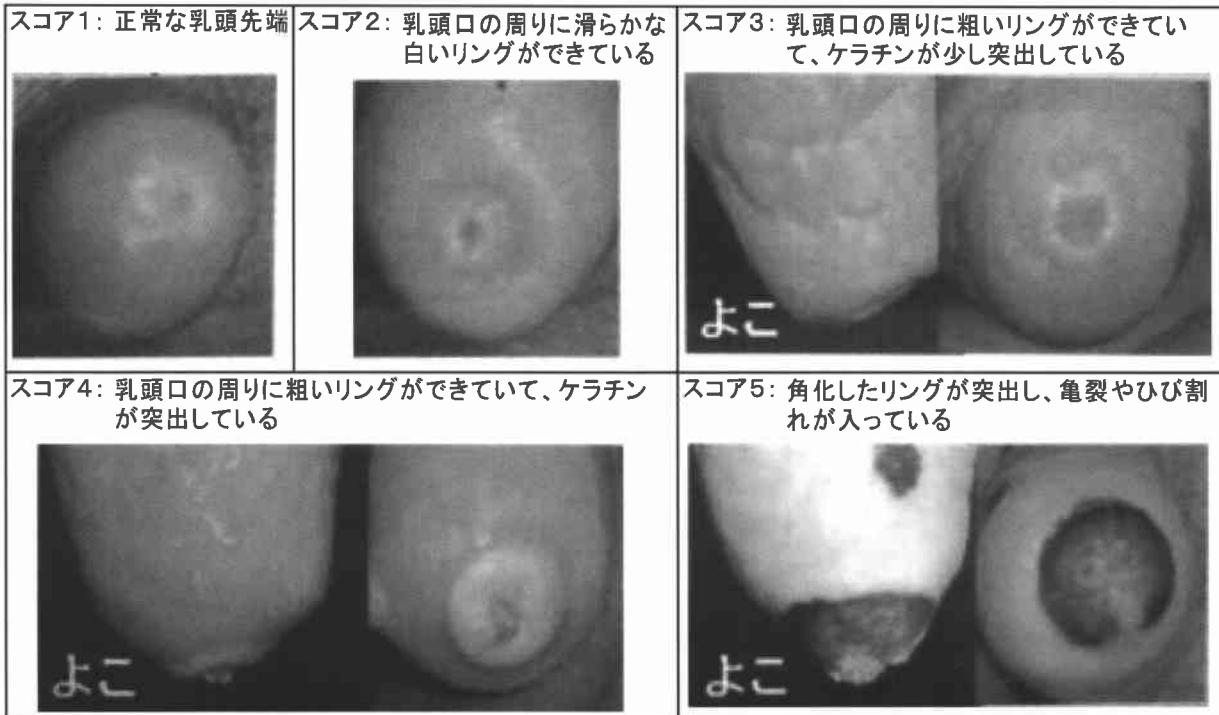 スコア1: 正常な乳頭先端
スコア2: 乳頭口の周りに滑らかな
白いリングができている
スコア3: 乳頭口の周りに粗いリングができてい
て、ケラチンが少し突出している
よこ
スコア4: 乳頭口の周りに粗いリングができていて、ケラチン
が突出している
よこ
スコア5: 角化したリングが突出し、亀裂やひび割
れが入っている
よこ